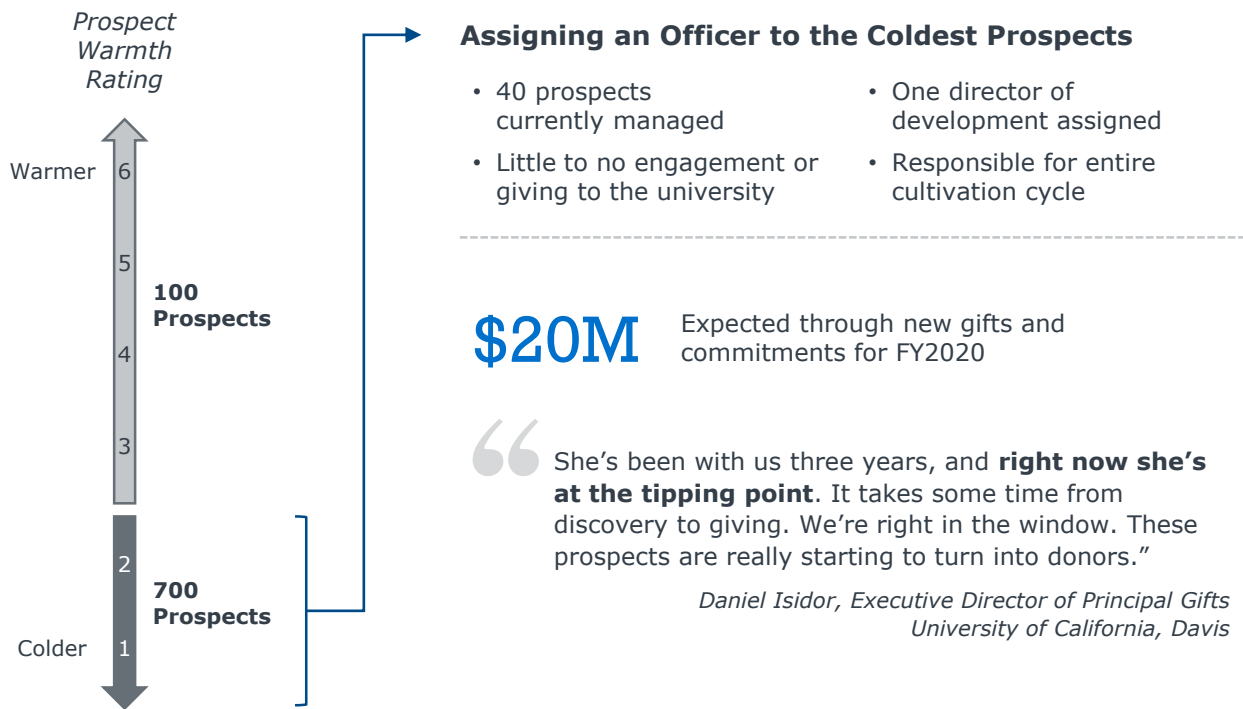 Prospect
Warmth
Rating
Warmer
6
5
100
Prospects
4
3
2
700
Prospects
Colder
1
Assigning an Officer to the Coldest Prospects
• 40 prospects
currently managed
• Little to no engagement or
giving to the university
• One director of
development assigned
• Responsible for entire
cultivation cycle
$20M
Expected through new gifts and
commitments for FY2020
“
She’s been with us three years, and right now she’s
at the tipping point. It takes some time from
discovery to giving. We’re right in the window. These
prospects are really starting to turn into donors.”
Daniel Isidor, Executive Director of Principal Gifts
University of California, Davis